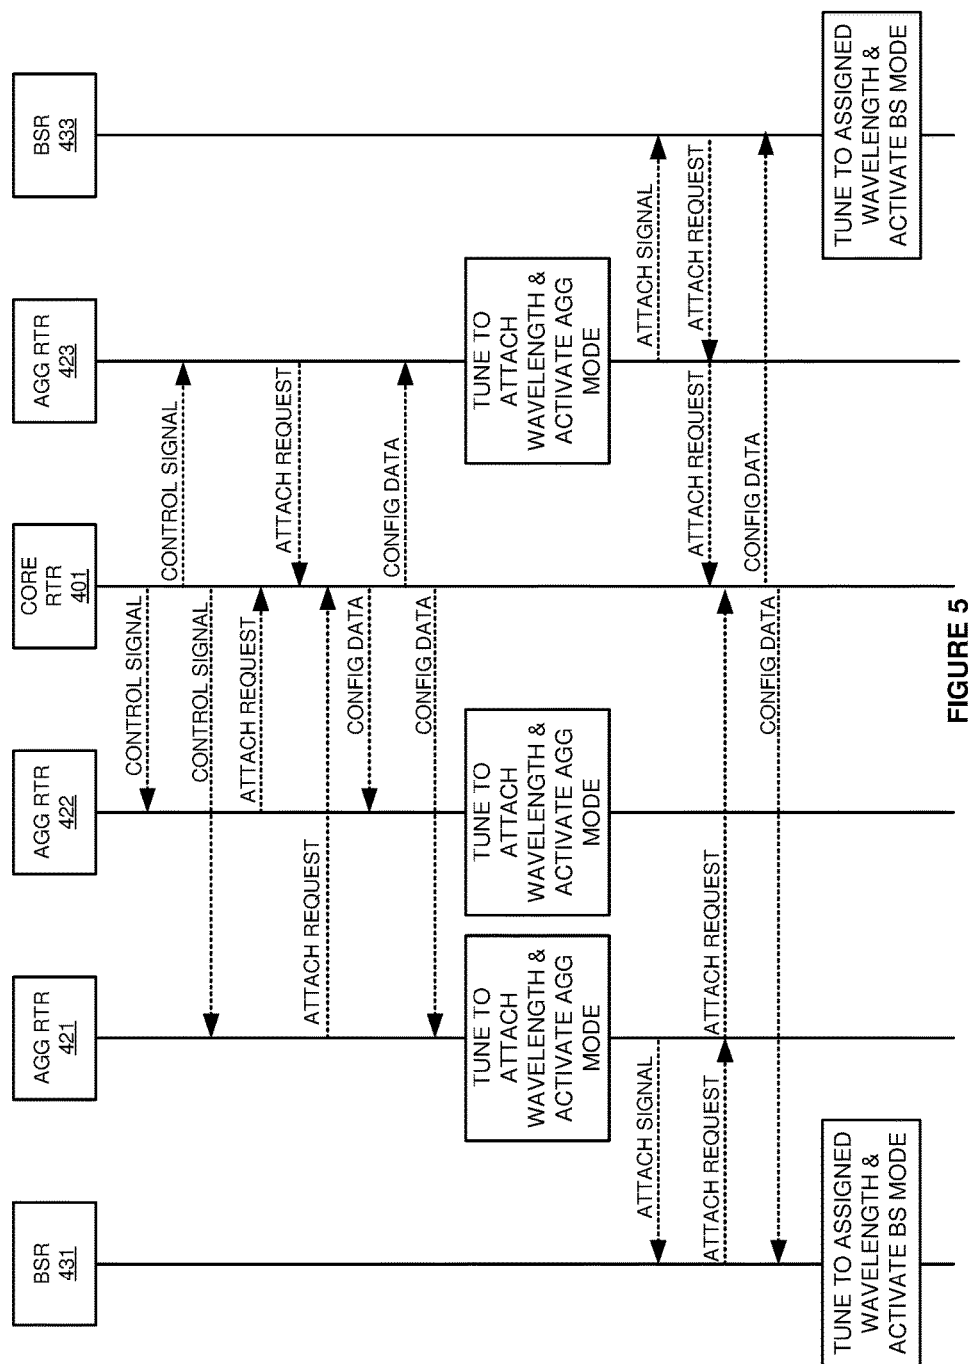 BSR
431
AGG RTR
421
AGG RTR
422
CORE
RTR
401
AGG RTR
423
BSR
433
CONTROL SIGNAL
CONTROL SIGNAL
CONTROL SIGNAL
ATTACH REQUEST
ATTACH REQUEST
ATTACH REQUEST
CONFIG DATA
CONFIG DATA
CONFIG DATA
TUNE TO
ATTACH
WAVELENGTH &
ACTIVATE AGG
MODE
TUNE TO
ATTACH
WAVELENGTH &
ACTIVATE AGG
MODE
TUNE TO
ATTACH
WAVELENGTH &
ACTIVATE AGG
MODE
ATTACH SIGNAL
ATTACH SIGNAL
ATTACH REQUEST
ATTACH REQUEST
ATTACH REQUEST
ATTACH REQUEST
CONFIG DATA
CONFIG DATA
TUNE TO ASSIGNED
WAVELENGTH &
ACTIVATE BS MODE
TUNE TO ASSIGNED
WAVELENGTH &
ACTIVATE BS MODE
FIGURE 5